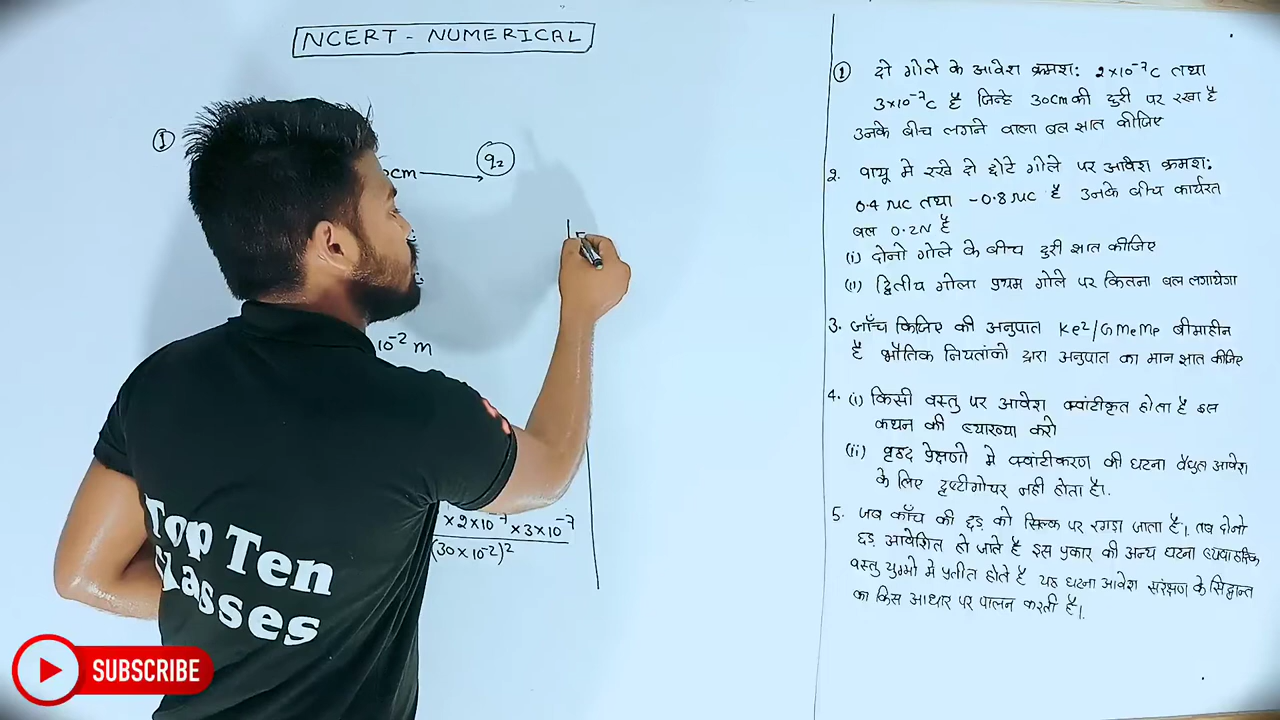 NCERT - NUMERICAL
①
cm
q₂
10⁻² m
× 2×10⁻⁷ × 3×10⁻⁷
(30×10⁻²)²
① दो गोले के आवेश क्रमश: 2×10⁻⁷C तथा
3×10⁻⁷C है जिन्हे 30cm की दुरी पर रखा है
उनके बीच लगने वाला बल ज्ञात कीजिए
2. वायू मे रखे दो छोटे गोले पर आवेश क्रमश:
0.4 μC तथा -0.8 μC है उनके बीच कार्यरत
बल 0.2N है
(i) दोनो गोले के बीच दुरी ज्ञात कीजिए
(ii) द्वितीय गोला प्रथम गोले पर कितना बल लगायेगा
3. जाँच किजिए की अनुपात Ke²/GMeMp बीमाहीन
है भौतिक नियतांको द्वारा अनुपात का मान ज्ञात कीजिए
4. (i) किसी वस्तु पर आवेश क्वांटीकृत होता है इस
कथन की व्याख्या करो
(ii) वृहद प्रेक्षणो मे क्वांटीकरण की घटना वैधुत आवेश
के लिए दृष्टीगोचर नही होता है।
5. जब काँच की छड़ को सिल्क पर रगडा जाता है। तब दोनो
छड़ आवेशित हो जाते है इस प्रकार की अन्य घटना
वस्तु युग्मो मे प्रतीत होते है यह घटना आवेश संरक्षण के सिद्वान्त
का किस आधार पर पालन करती है।
Top Ten
Classes
SUBSCRIBE